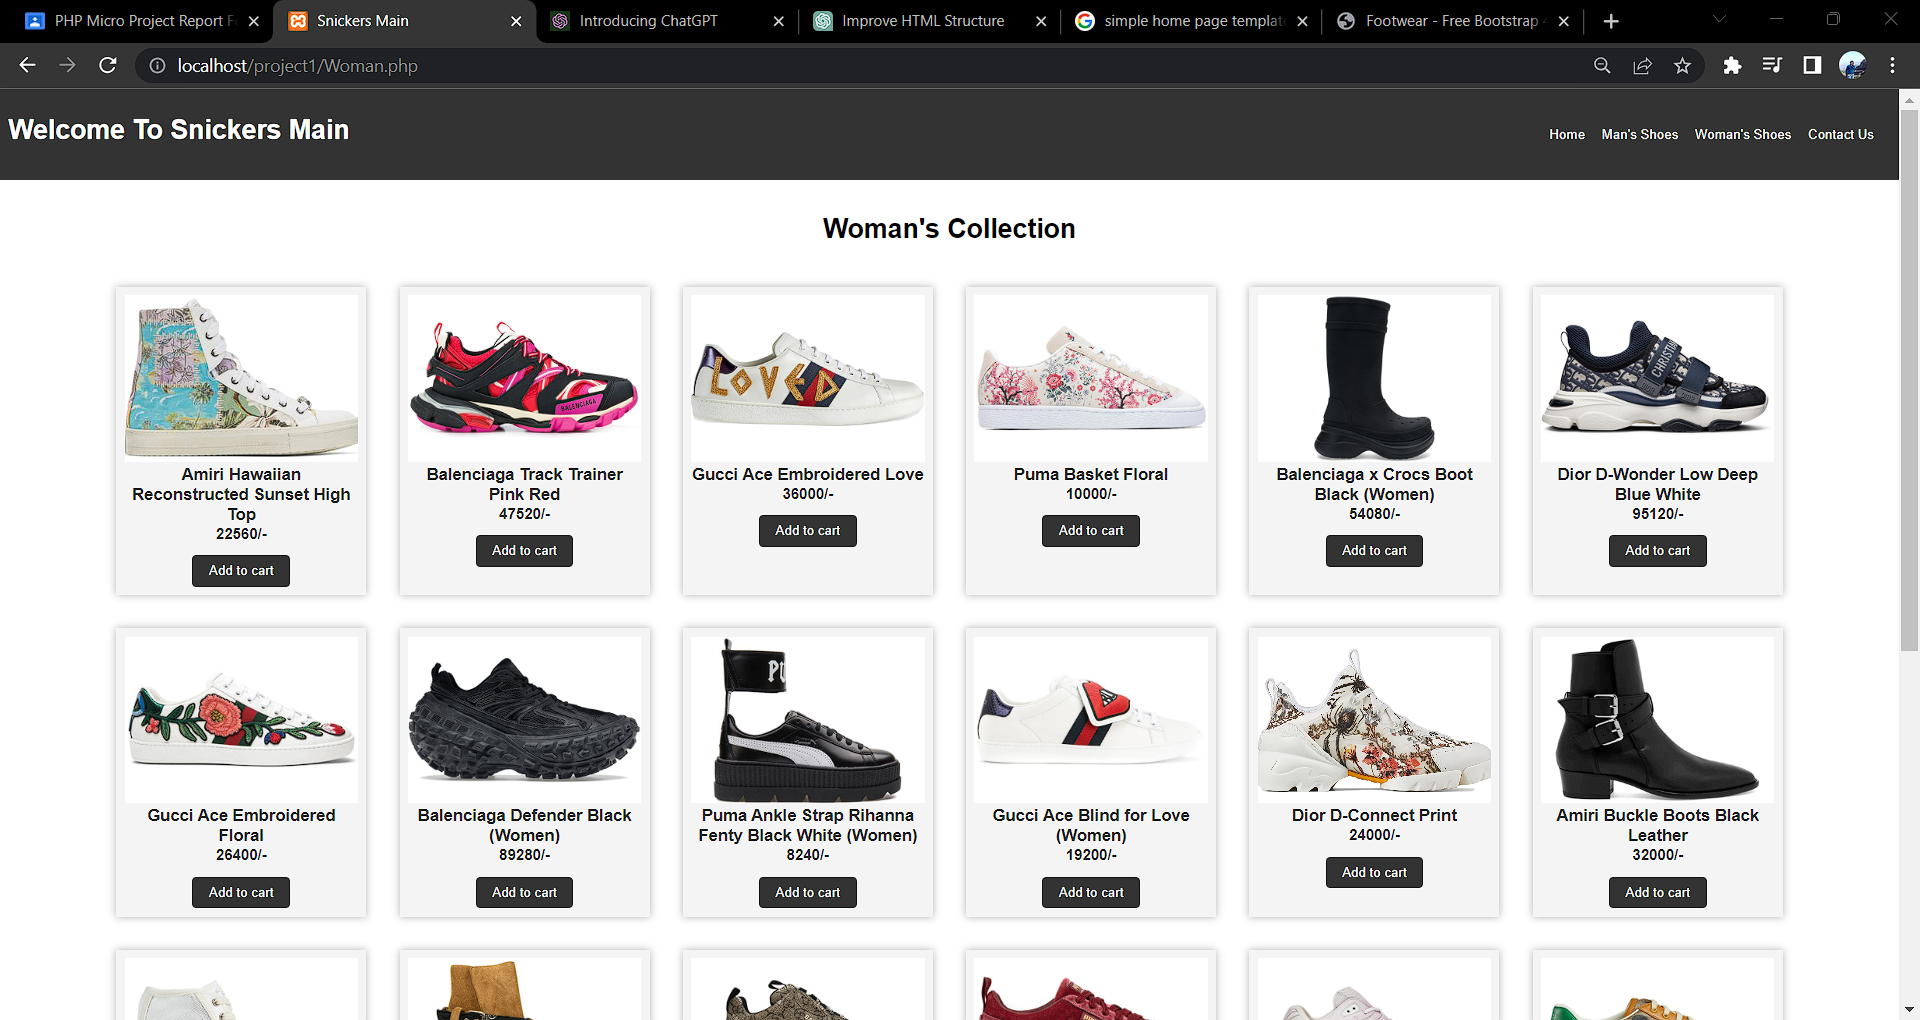 PHP Micro Project Report F
Snickers Main
Introducing ChatGPT
Improve HTML Structure
simple home page templat
Footwear - Free Bootstrap 4
localhost/project1/Woman.php
Welcome To Snickers Main
Home
Man's Shoes
Woman's Shoes
Contact Us
Woman's Collection
LOVED
BALENCIAGA
CHRISTIA
Amiri Hawaiian
Reconstructed Sunset High
Top
22560/-
Add to cart
Balenciaga Track Trainer
Pink Red
47520/-
Add to cart
Gucci Ace Embroidered Love
36000/-
Add to cart
Puma Basket Floral
10000/-
Add to cart
Balenciaga x Crocs Boot
Black (Women)
54080/-
Add to cart
Dior D-Wonder Low Deep
Blue White
95120/-
Add to cart
PU
Gucci Ace Embroidered
Floral
26400/-
Add to cart
Balenciaga Defender Black
(Women)
89280/-
Add to cart
Puma Ankle Strap Rihanna
Fenty Black White (Women)
8240/-
Add to cart
Gucci Ace Blind for Love
(Women)
19200/-
Add to cart
Dior D-Connect Print
24000/-
Add to cart
Amiri Buckle Boots Black
Leather
32000/-
Add to cart